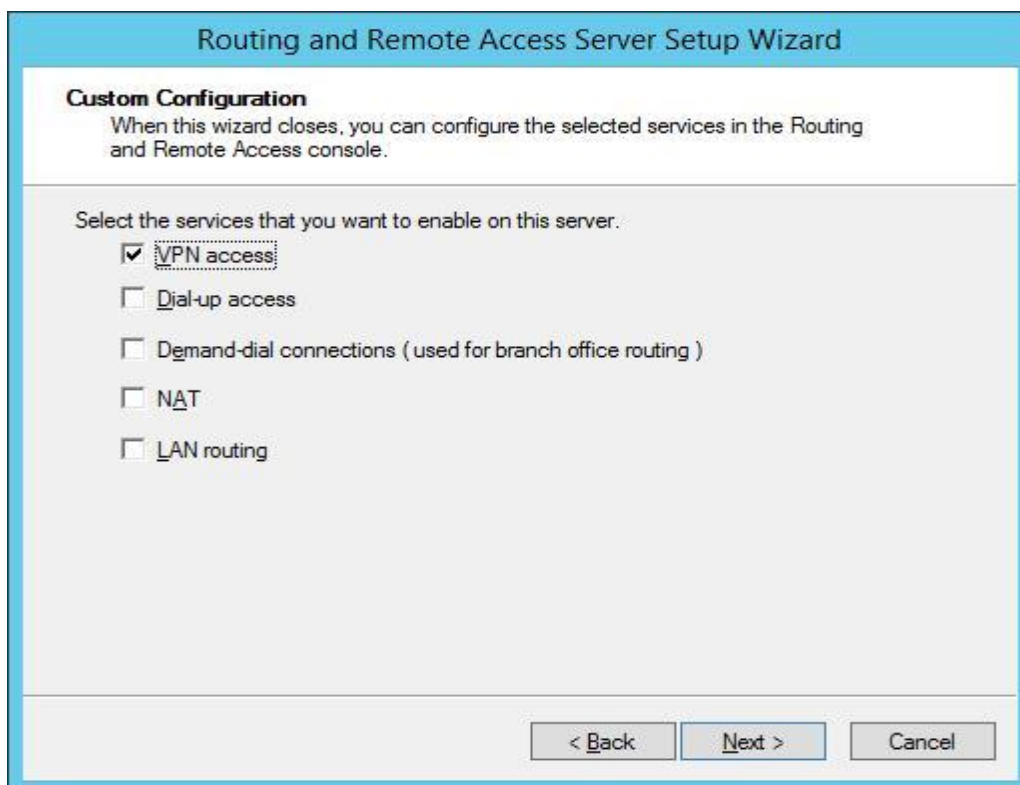 Routing and Remote Access Server Setup Wizard
Custom Configuration
When this wizard closes, you can configure the selected services in the Routing
and Remote Access console.
Select the services that you want to enable on this server.
VPN access
Dial-up access
Demand-dial connections ( used for branch office routing )
NAT
LAN routing
< Back
Next >
Cancel